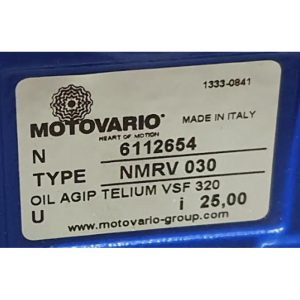 1333-0841
MOTOVARIO®
HEART OF MOTION
MADE IN ITALY
N 6112654
TYPE NMRV 030
OIL AGIP TELIUM VSF 320
U i 25,00
www.motovario-group.com